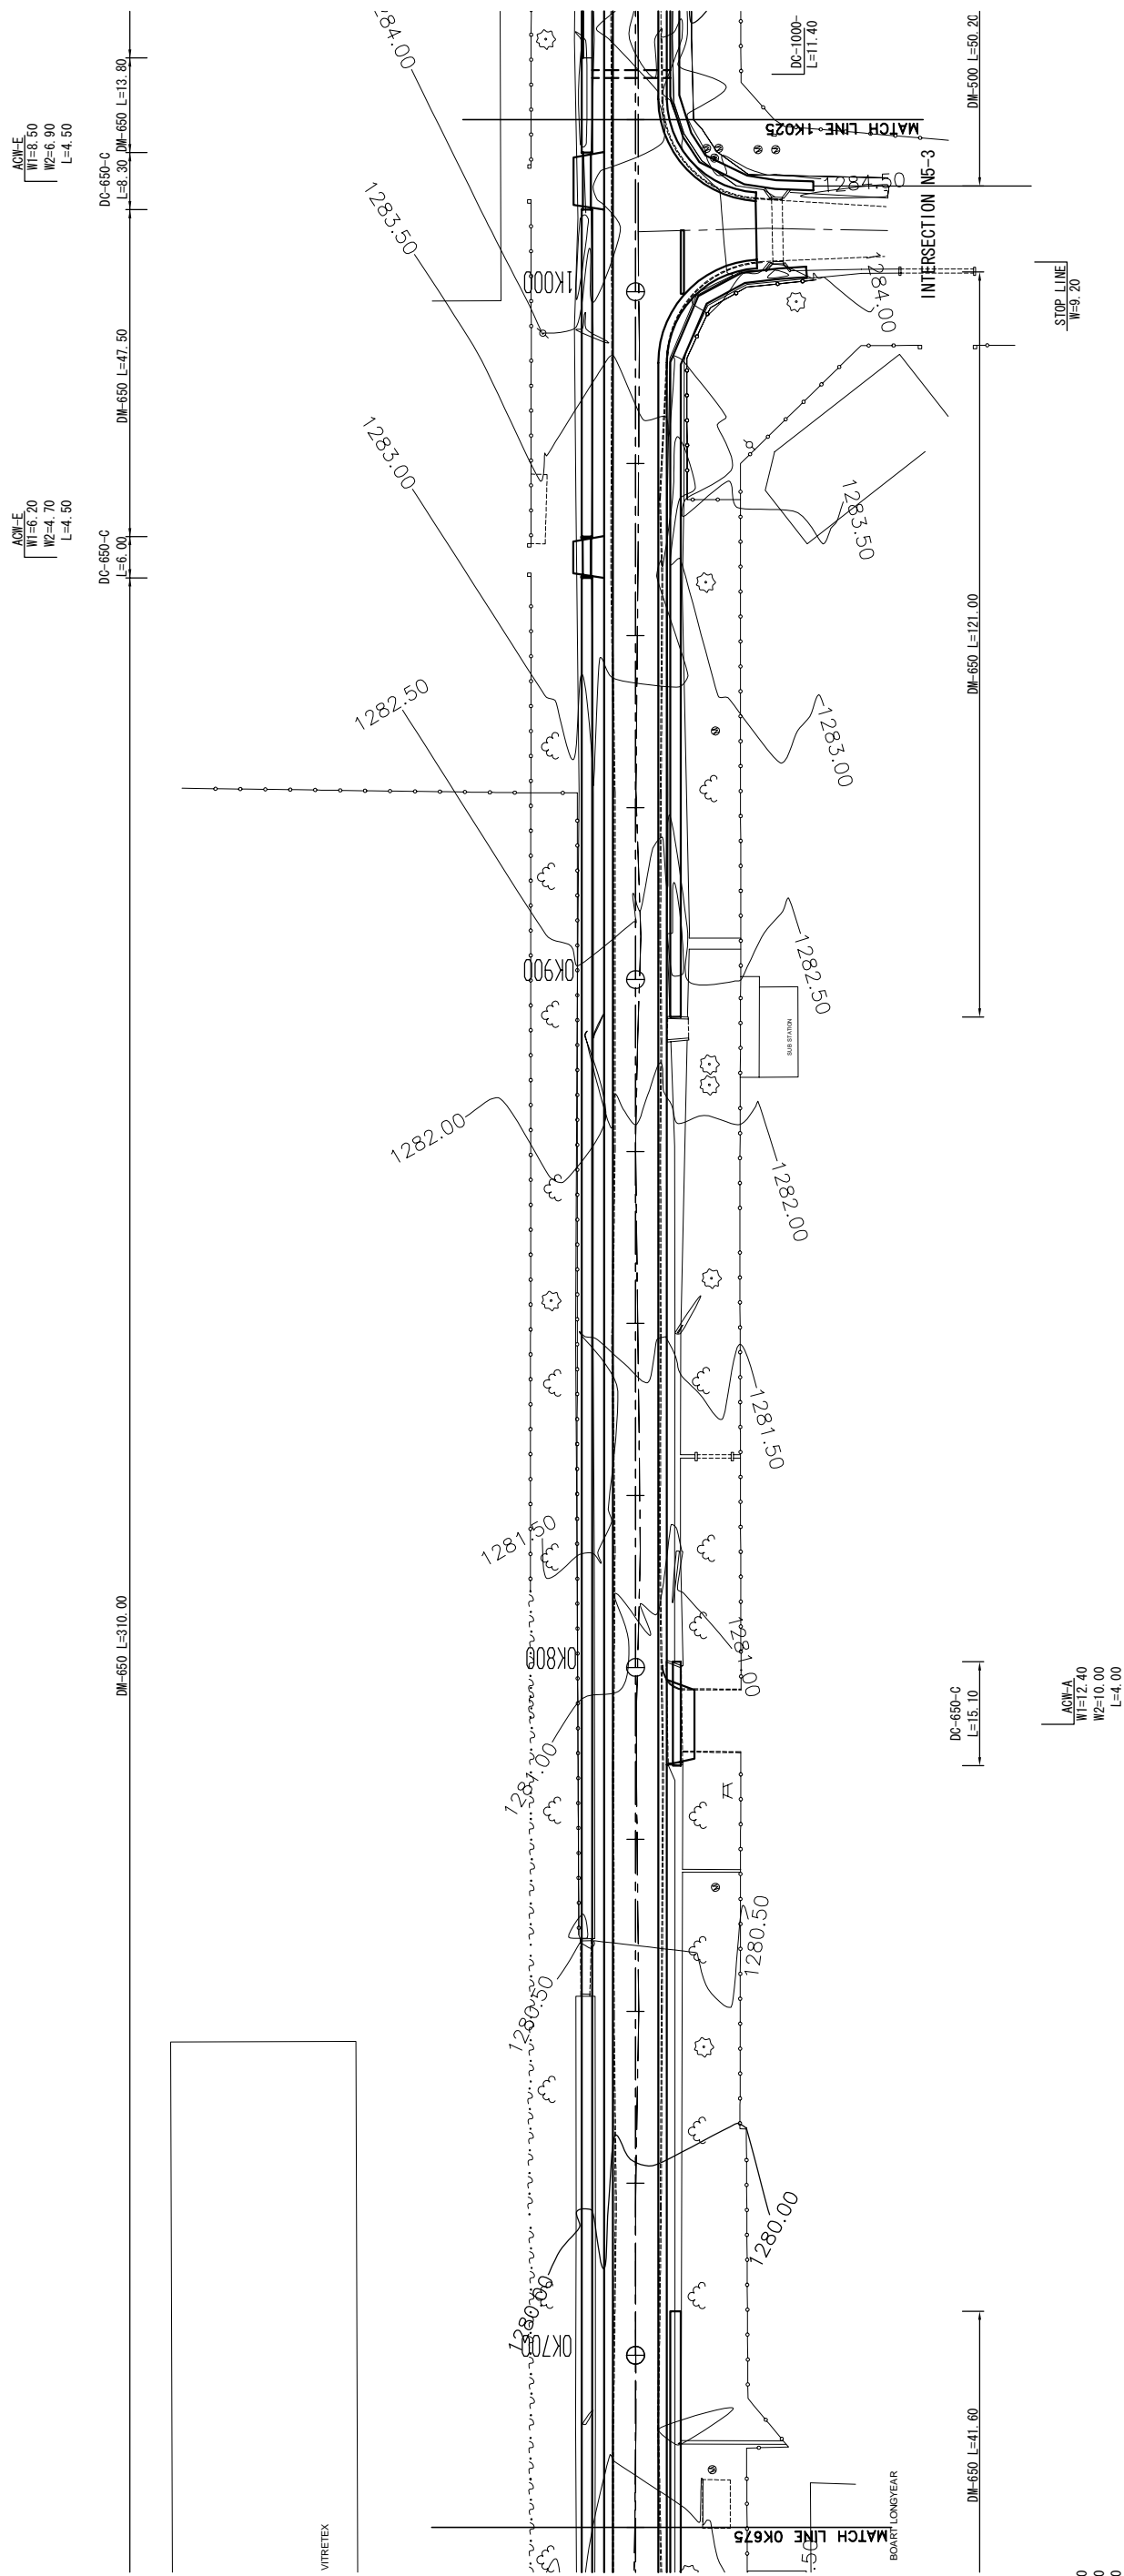 ACW-E
W1=8.50
W2=6.90
L=4.50
DM-650 L=13.80
DC-650-C
L=8.30
DM-650 L=47.50
ACW-E
W1=6.20
W2=4.70
L=4.50
DC-650-C
L=6.00
DM-650 L=310.00
DC-1000-
L=11.40
DM-500 L=50.20
MATCH LINE 1K025
INTERSECTION N5-3
STOP LINE
W=9.20
1284.50
1284.00
1283.50
1283.50
1K000
1284.00
1283.00
1283.00
DM-650 L=121.00
1282.50
1282.50
0K900
SUB STATION
1282.00
1282.00
1281.50
1281.50
0K800
1281.00
1281.00
DC-650-C
L=15.10
ACW-A
W1=12.40
W2=10.00
L=4.00
1280.50
1280.50
1280.00
1280.00
0K700
DM-650 L=41.60
VITRETEX
MATCH LINE 0K675
BOART LONGYEAR
.50
0
0
0